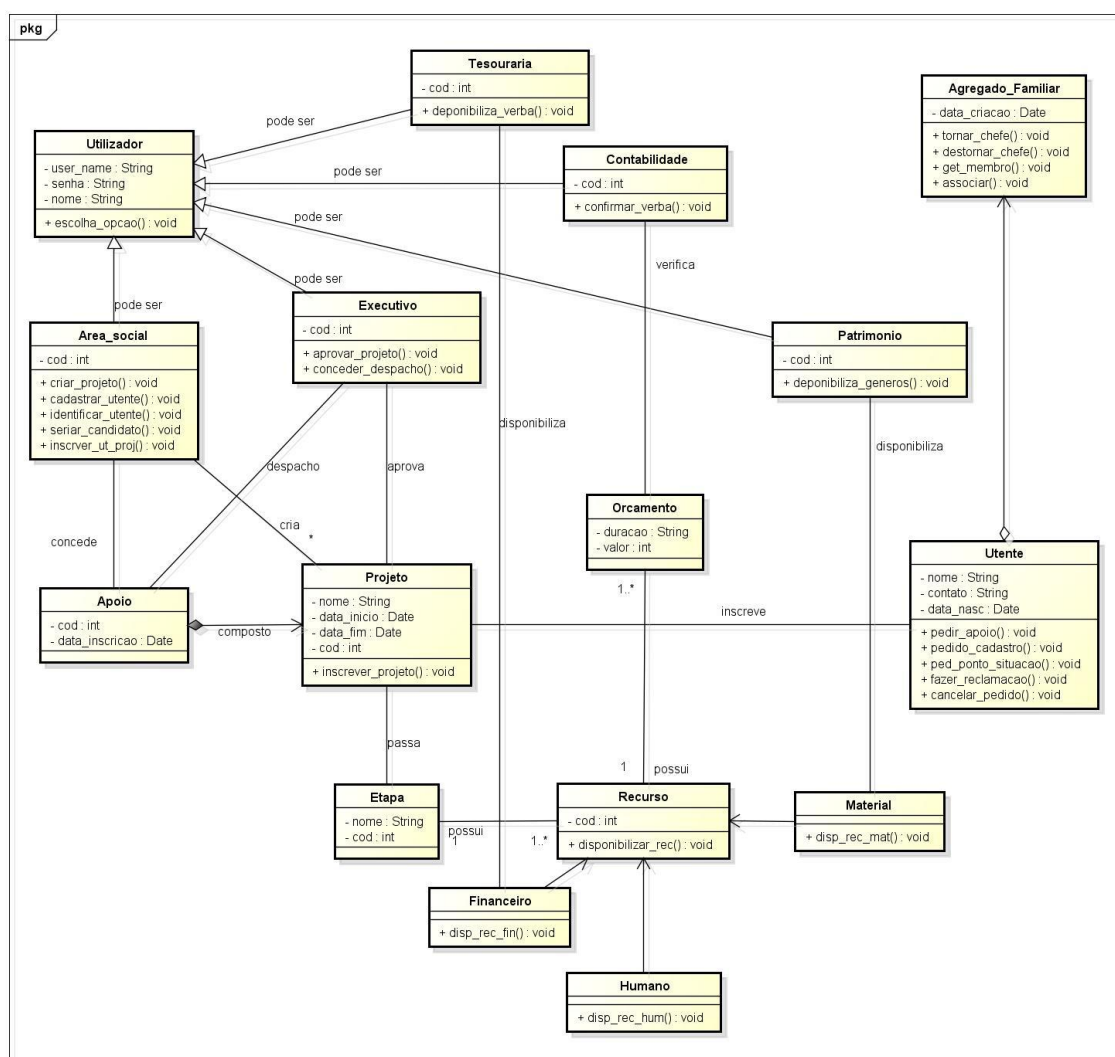 pkg
Tesouraria
- cod : int
+ deponibiliza_verba() : void
Agregado_Familiar
- data_criacao : Date
+ tornar_chefe() : void
+ destornar_chefe() : void
+ get_membro() : void
+ associar() : void
pode ser
Utilizador
- user_name : String
- senha : String
- nome : String
+ escolha_opcao() : void
Contabilidade
- cod : int
+ confirmar_verba() : void
pode ser
pode ser
verifica
pode ser
pode ser
Executivo
- cod : int
+ aprovar_projeto() : void
+ conceder_despacho() : void
Area_social
- cod : int
+ criar_projeto() : void
+ cadastrar_utente() : void
+ identificar_utente() : void
+ seriar_candidato() : void
+ inscrver_ut_proj() : void
Patrimonio
- cod : int
+ deponibiliza_generos() : void
disponibiliza
disponibiliza
despacho
aprova
cria
*
concede
Orcamento
- duracao : String
- valor : int
1..*
Utente
- nome : String
- contato : String
- data_nasc : Date
+ pedir_apoio() : void
+ pedido_cadastro() : void
+ ped_ponto_situacao() : void
+ fazer_reclamacao() : void
+ cancelar_pedido() : void
Projeto
- nome : String
- data_inicio : Date
- data_fim : Date
- cod : int
+ inscrever_projeto() : void
Apoio
- cod : int
- data_inscricao : Date
composto
inscreve
passa
1
possui
Etapa
- nome : String
- cod : int
possui
1
1..*
Recurso
- cod : int
+ disponibilizar_rec() : void
Material
+ disp_rec_mat() : void
Financeiro
+ disp_rec_fin() : void
Humano
+ disp_rec_hum() : void